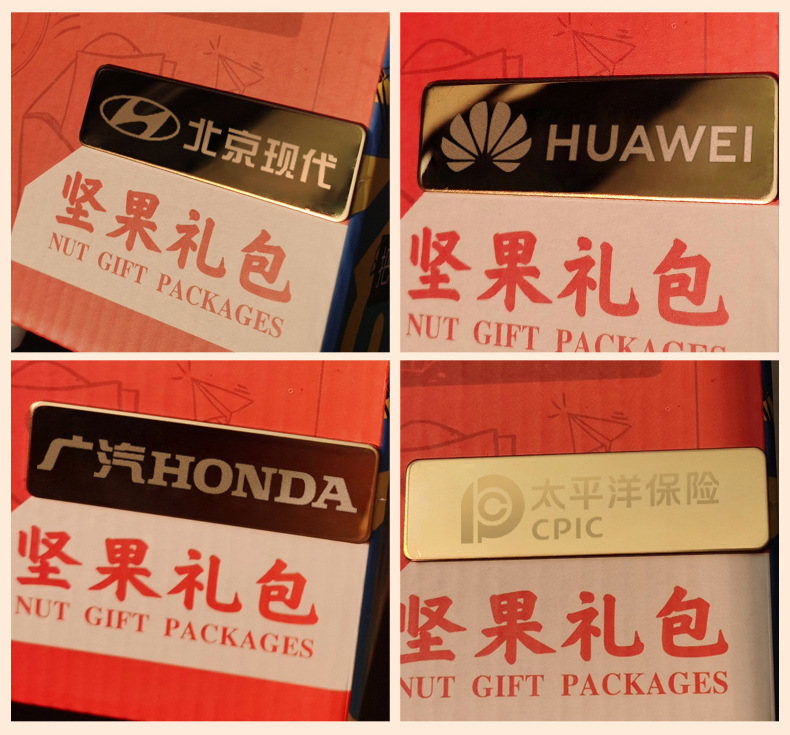 北京现代
坚果礼包
NUT GIFT PACKAGES
HUAWEI
坚果礼包
NUT GIFT PACKAGES
广汽HONDA
坚果礼包
NUT GIFT PACKAGES
太平洋保险
CPIC
坚果礼包
NUT GIFT PACKAGES